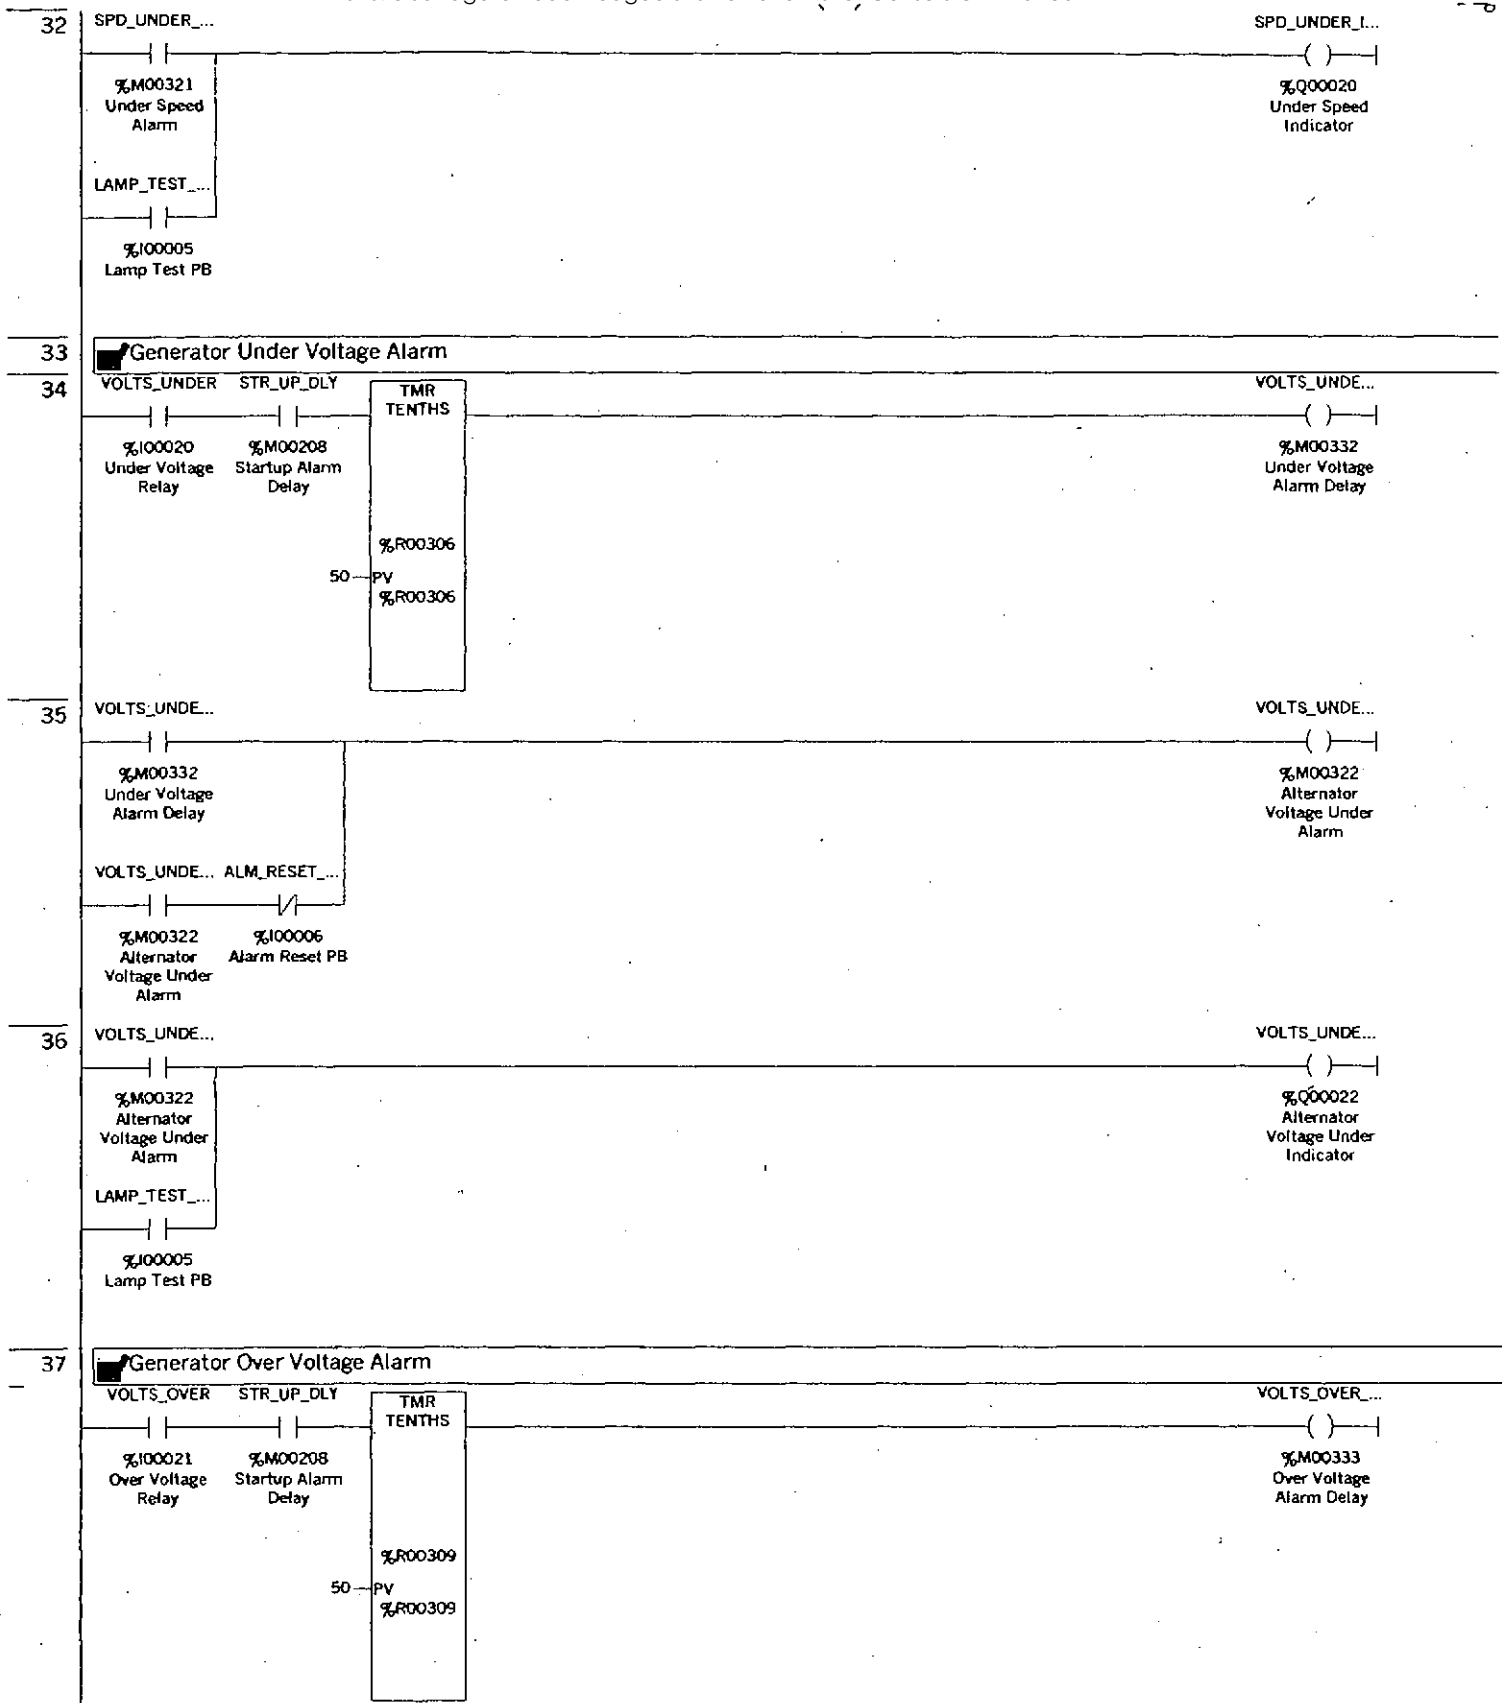 32
SPD_UNDER_...
SPD_UNDER_I...
%M00321
Under Speed
Alarm
%Q00020
Under Speed
Indicator
LAMP_TEST_...
%I00005
Lamp Test PB
33
Generator Under Voltage Alarm
34
VOLTS_UNDER STR_UP_DLY
TMR
TENTHS
VOLTS_UNDE...
%I00020
Under Voltage
Relay
%M00208
Startup Alarm
Delay
%M00332
Under Voltage
Alarm Delay
%R00306
50 PV
%R00306
35
VOLTS_UNDE...
VOLTS_UNDE...
%M00332
Under Voltage
Alarm Delay
%M00322
Alternator
Voltage Under
Alarm
VOLTS_UNDE... ALM_RESET_...
%M00322
Alternator
Voltage Under
Alarm
%I00006
Alarm Reset PB
36
VOLTS_UNDE...
VOLTS_UNDE...
%M00322
Alternator
Voltage Under
Alarm
%Q00022
Alternator
Voltage Under
Indicator
LAMP_TEST_...
%I00005
Lamp Test PB
37
Generator Over Voltage Alarm
VOLTS_OVER STR_UP_DLY
TMR
TENTHS
VOLTS_OVER_...
%I00021
Over Voltage
Relay
%M00208
Startup Alarm
Delay
%M00333
Over Voltage
Alarm Delay
%R00309
50 PV
%R00309